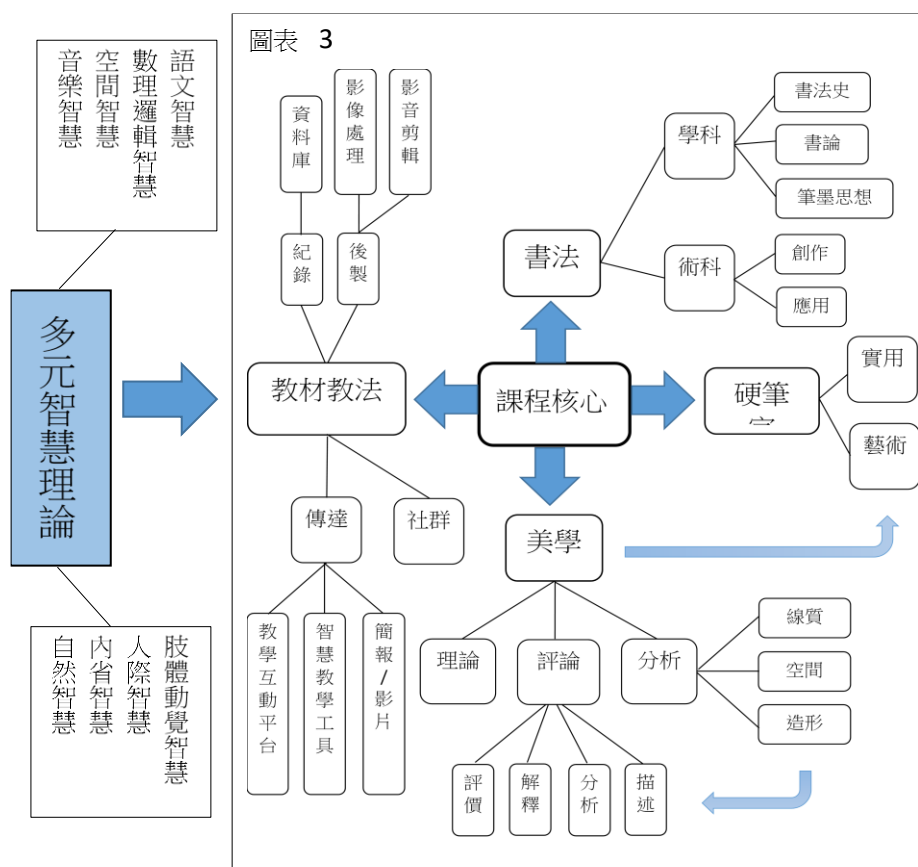 圖表 3
語文智慧
數理邏輯智慧
空間智慧
音樂智慧
多元智慧理論
肢體動覺智慧
人際智慧
內省智慧
自然智慧
資料庫
影像處理
影音剪輯
紀錄
後製
教材教法
傳達
社群
教學互動平台
智慧教學工具
簡報/影片
課程核心
書法
學科
書法史
書論
筆墨思想
術科
創作
應用
硬筆
實用
藝術
美學
理論
評論
分析
線質
空間
造形
評價
解釋
分析
描述